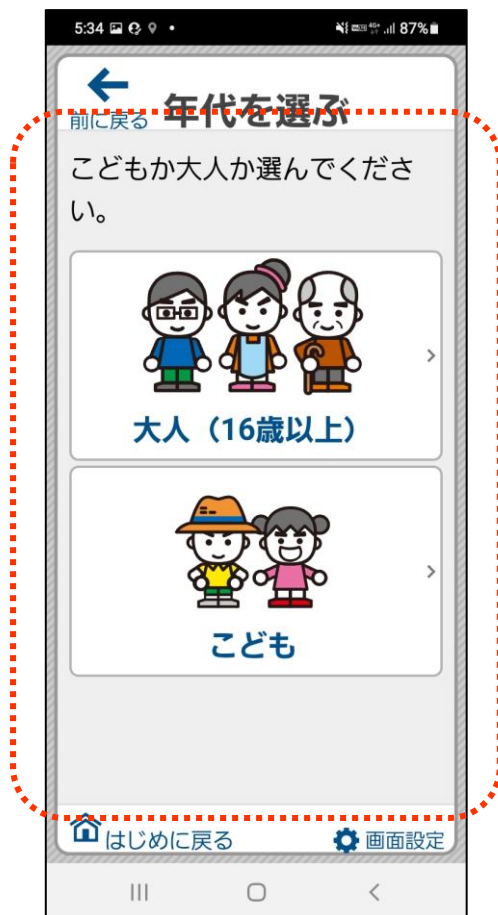 5:34 87%
前に戻る 年代を選ぶ
こどもか大人か選んでくださ
い。
大人（16歳以上）
こども
はじめに戻る 画面設定